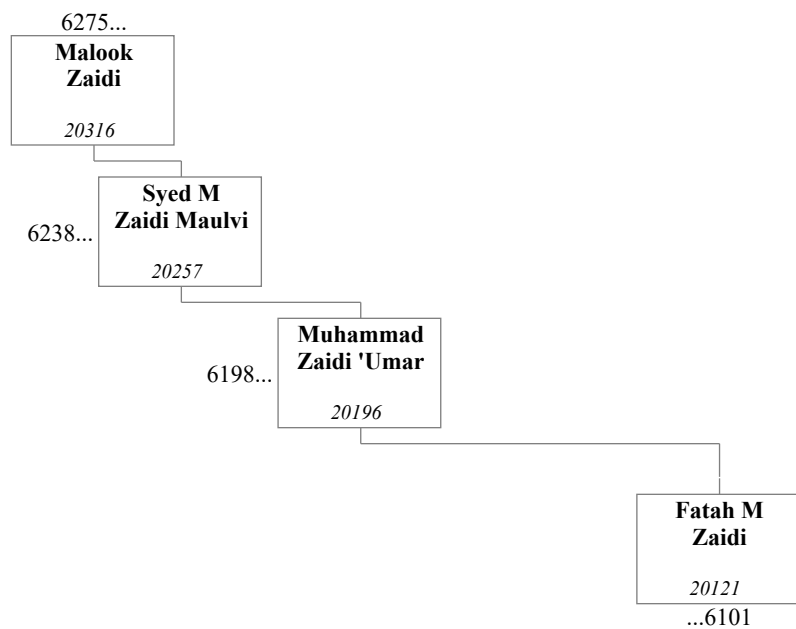 6275...
Malook
Zaidi
20316
Syed M
Zaidi Maulvi
6238...
20257
Muhammad
Zaidi 'Umar
6198...
20196
Fatah M
Zaidi
20121
...6101